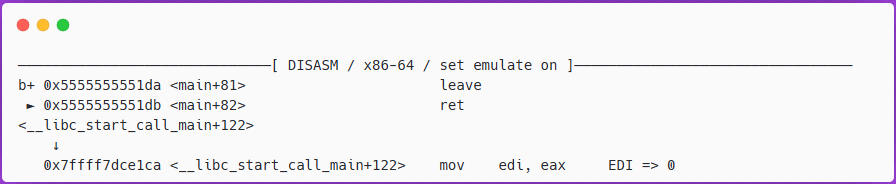 ──────────────────────────────[ DISASM / x86-64 / set emulate on ]─────────────────────────────────
b+ 0x5555555551da <main+81>                       leave
 ► 0x5555555551db <main+82>                       ret
<__libc_start_call_main+122>
    ↓
   0x7ffff7dce1ca <__libc_start_call_main+122>    mov    edi, eax     EDI => 0